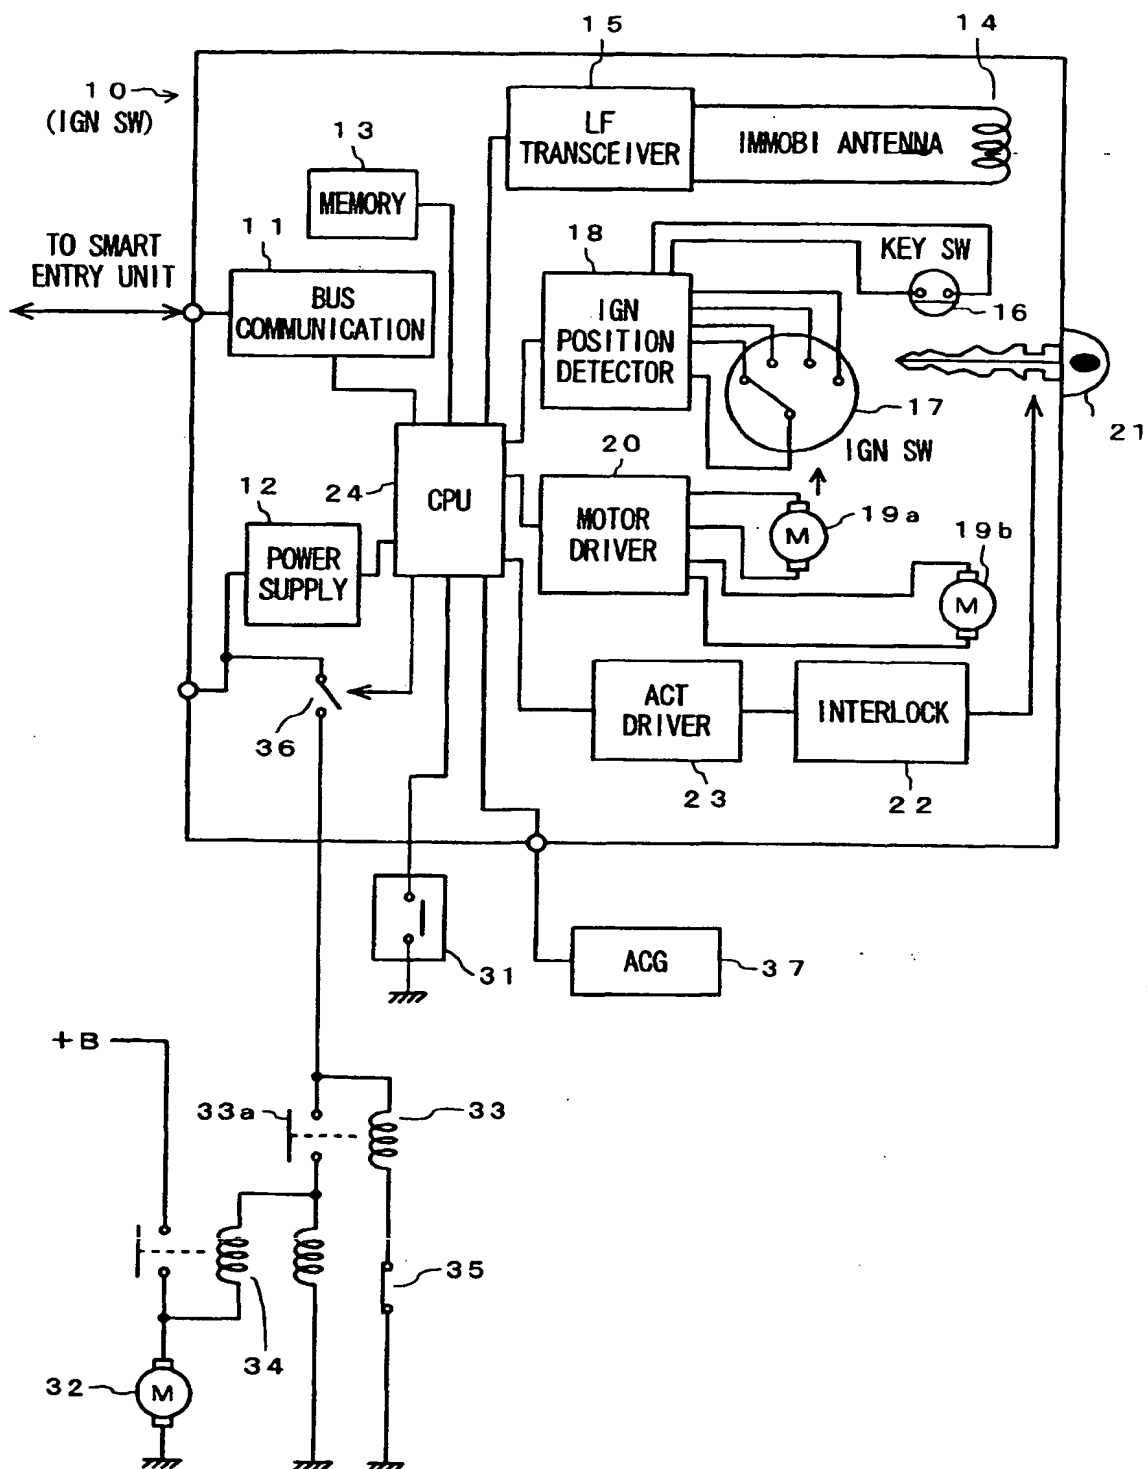 15
14
10
(IGN SW)
LF
TRANSCEIVER
IMMOBI ANTENNA
13
MEMORY
11
TO SMART
ENTRY UNIT
BUS
COMMUNICATION
18
KEY SW
16
IGN
POSITION
DETECTOR
17
21
IGN SW
20
12
24
CPU
MOTOR
DRIVER
M
19a
19b
M
POWER
SUPPLY
36
ACT
DRIVER
INTERLOCK
23
22
31
ACG
37
+B
33a
33
35
34
32
M